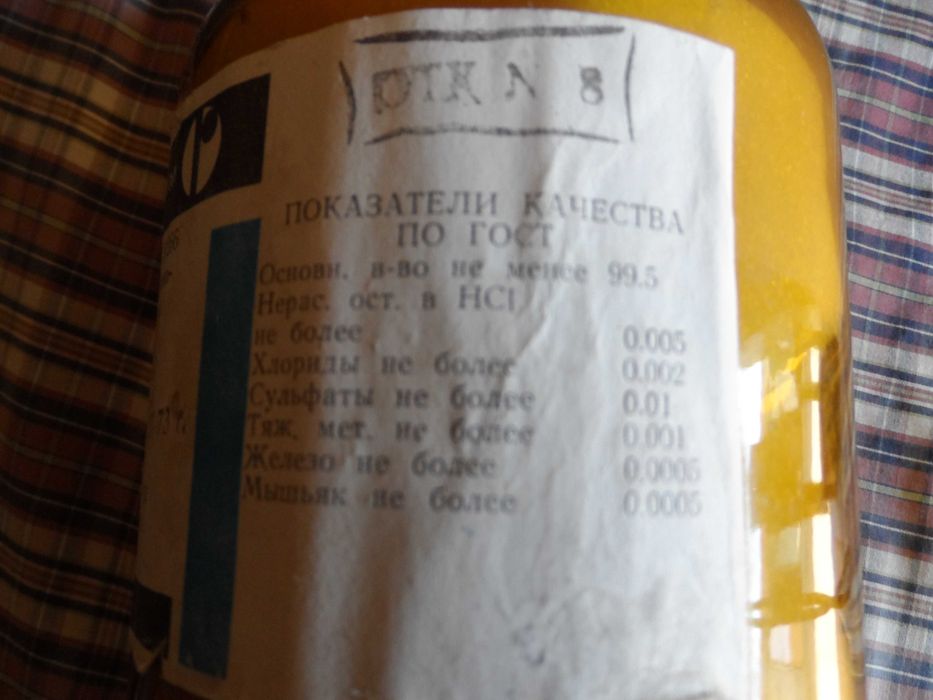 ОТК N 8
ПОКАЗАТЕЛИ КАЧЕСТВА
ПО ГОСТ
Основн. в-во не менее 99.5
Нерас. ост. в HCl
не более 0.005
Хлориды не более 0.002
Сульфаты не более 0.01
Тяж. мет. не более 0.001
Железо не более 0.0005
Мышьяк не более 0.0005